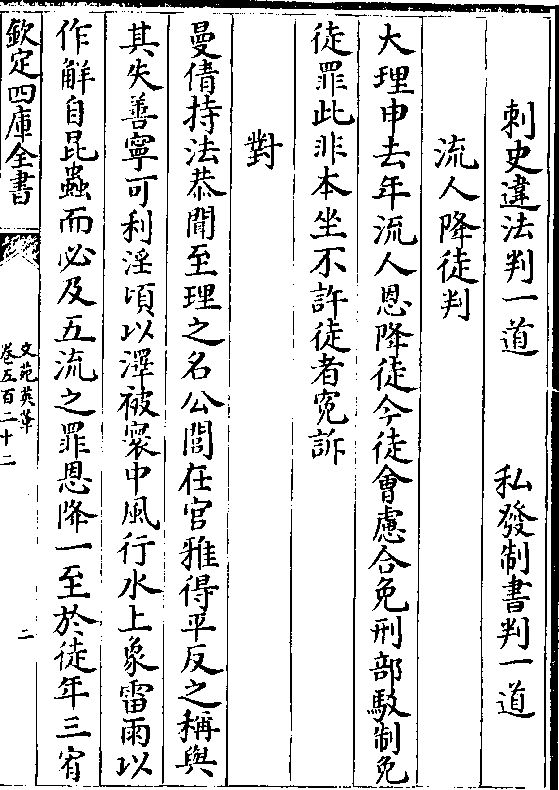 刺史違法判一道　私發制書判一道
流人降徒判
大理申去年流人恩降徒今徒會慮合免刑部駁制免
徒罪此非本坐不許徒者寃訴
對
曼倩持法恭聞至理之名公閭在官雅得平反之稱與
其失善寧可利淫頃以澤被寰中風行水上象雷雨以
作解自昆蟲而必及五流之罪恩降一至於徒年三宥
欽定四庫全書
文苑英華
卷五百二十二
二